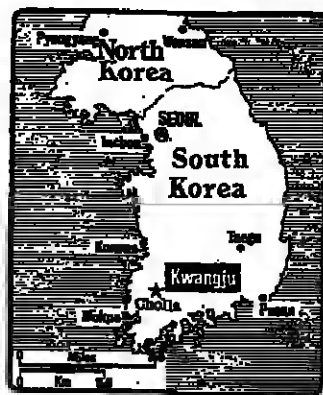 Pyongyang
Wonsan
North
Korea
SEOUL
Inchon
South
Korea
Taegu
Kunsan
Kwangju
Cholla
Mokpo
Pusan
Miles
Km